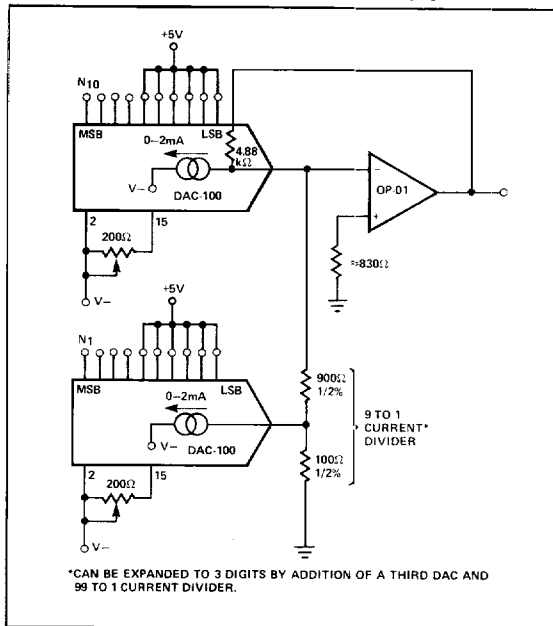 +5V
N10
MSB
LSB
0–2mA
4.88
kΩ
V–
DAC-100
2
15
200Ω
V–
–
OP-01
+
≈830Ω
+5V
N1
MSB
LSB
0–2mA
V–
DAC-100
2
15
200Ω
V–
900Ω
1/2%
100Ω
1/2%
9 TO 1
CURRENT*
DIVIDER
*CAN BE EXPANDED TO 3 DIGITS BY ADDITION OF A THIRD DAC AND
99 TO 1 CURRENT DIVIDER.